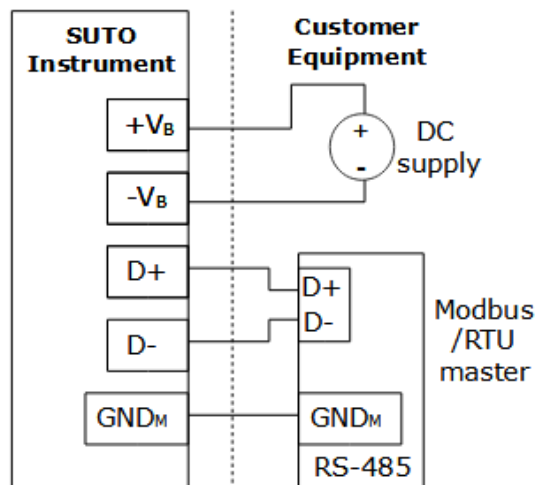 SUTO
Instrument
Customer
Equipment
+VB
-VB
D+
D-
GNDM
+
-
DC
supply
D+
D-
GNDM
RS-485
Modbus
/RTU
master